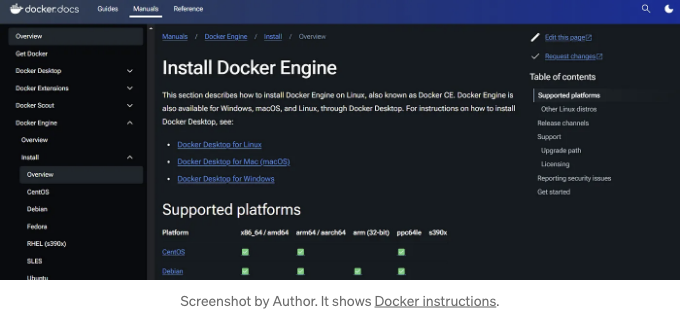 docker.docs Guides Manuals Reference
Overview
Get Docker
Docker Desktop
Docker Extensions
Docker Scout
Docker Engine
Overview
Install
Overview
CentOS
Debian
Fedora
RHEL (s390x)
SLES
Ubuntu
Manuals / Docker Engine / Install / Overview
Install Docker Engine
This section describes how to install Docker Engine on Linux, also known as Docker CE. Docker Engine is
also available for Windows, macOS, and Linux, through Docker Desktop. For instructions on how to install
Docker Desktop, see:
• Docker Desktop for Linux
• Docker Desktop for Mac (macOS)
• Docker Desktop for Windows
Supported platforms
Platform x86_64 / amd64 arm64 / aarch64 arm (32-bit) ppc64le s390x
CentOS ✅ ✅ ✅
Debian ✅ ✅ ✅ ✅
Edit this page
Request changes
Table of contents
Supported platforms
Other Linux distros
Release channels
Support
Upgrade path
Licensing
Reporting security issues
Get started
Screenshot by Author. It shows Docker instructions.